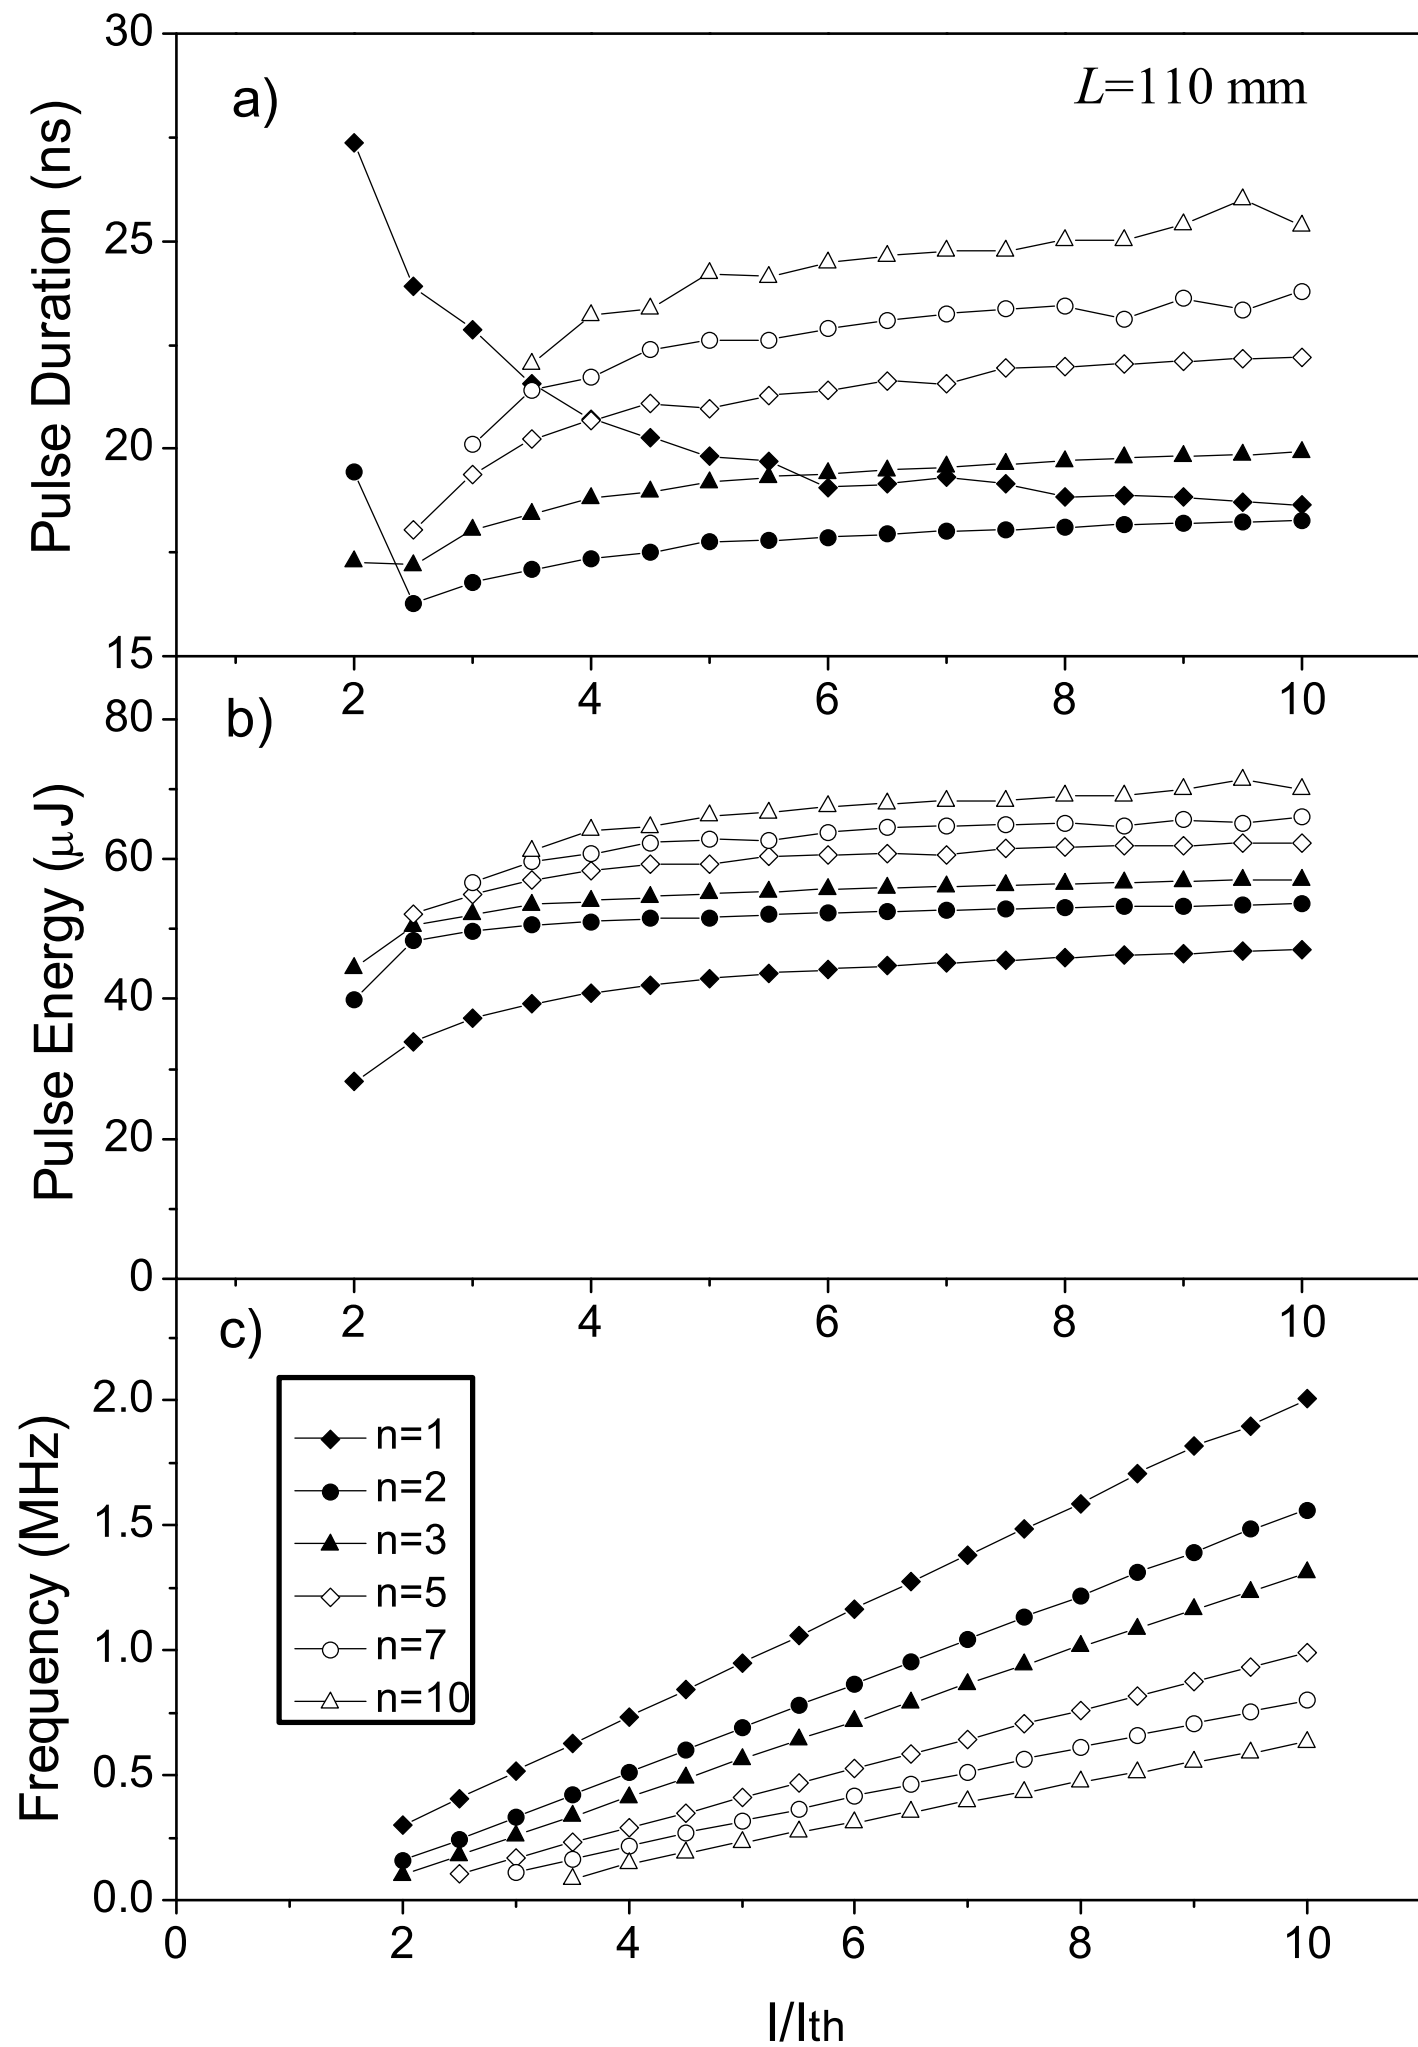 30
a)
L=110 mm
25
20
15
Pulse Duration (ns)
2 4 6 8 10
80
b)
60
40
20
0
Pulse Energy (μJ)
2 4 6 8 10
c)
2.0
1.5
1.0
0.5
0.0
Frequency (MHz)
n=1
n=2
n=3
n=5
n=7
n=10
0 2 4 6 8 10
I/Ith